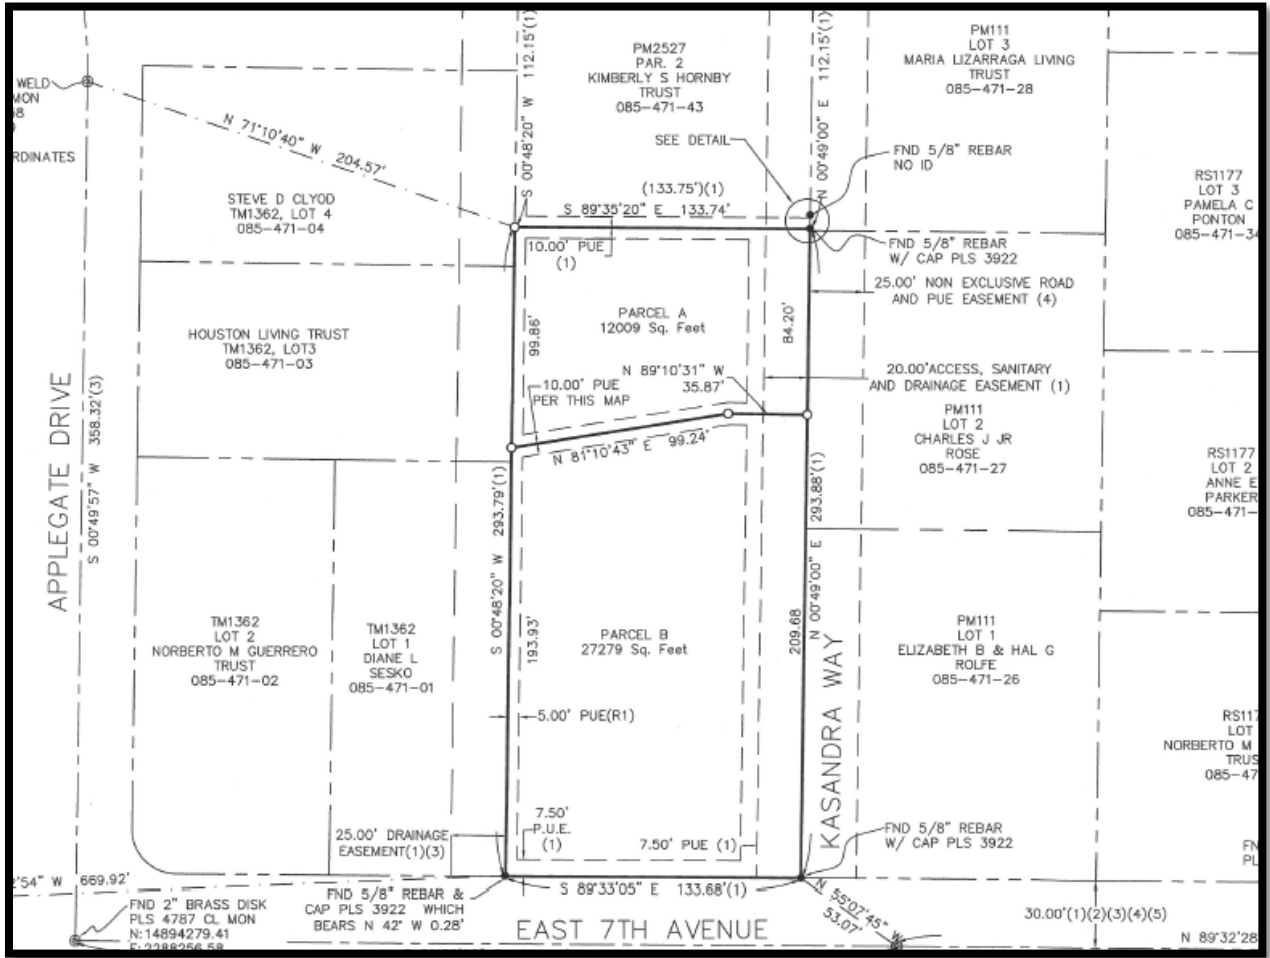 WELD
MON
RDINATES
N 71°10'40" W 204.57'
S 00°48'20" W 112.15'(1)
PM2527
PAR. 2
KIMBERLY S HORNBY
TRUST
085-471-43
N 00°49'00" E 112.15'(1)
PM111
LOT 3
MARIA LIZARRAGA LIVING
TRUST
085-471-28
SEE DETAIL
FND 5/8" REBAR
NO ID
RS1177
LOT 3
PAMELA C
PONTON
085-471-34
STEVE D CLYOD
TM1362, LOT 4
085-471-04
(133.75')(1)
S 89°35'20" E 133.74'
10.00' PUE
(1)
FND 5/8" REBAR
W/ CAP PLS 3922
25.00' NON EXCLUSIVE ROAD
AND PUE EASEMENT (4)
PARCEL A
12009 Sq. Feet
99.86'
84.20'
HOUSTON LIVING TRUST
TM1362, LOT3
085-471-03
N 89°10'31" W
35.87'
10.00' PUE
PER THIS MAP
20.00'ACCESS, SANITARY
AND DRAINAGE EASEMENT (1)
N 81°10'43" E 99.24'
PM111
LOT 2
CHARLES J JR
ROSE
085-471-27
RS1177
LOT 2
ANNE E
PARKER
085-471-
APPLEGATE DRIVE
S 00°49'57" W 358.32'(3)
S 00°48'20" W 293.79'(1)
193.93'
N 00°49'00" E 293.88'(1)
209.68
TM1362
LOT 2
NORBERTO M GUERRERO
TRUST
085-471-02
TM1362
LOT 1
DIANE L
SESKO
085-471-01
PARCEL B
27279 Sq. Feet
PM111
LOT 1
ELIZABETH B & HAL G
ROLFE
085-471-26
KASANDRA WAY
5.00' PUE(R1)
RS117
LOT
NORBERTO M
TRUS
085-47
7.50'
P.U.E.
(1)
7.50' PUE (1)
25.00' DRAINAGE
EASEMENT(1)(3)
FND 5/8" REBAR
W/ CAP PLS 3922
FN
PL
2'54" W 669.92'
FND 5/8" REBAR &
CAP PLS 3922 WHICH
BEARS N 42° W 0.28'
S 89°33'05" E 133.68'(1)
N 55°07'45" W
53.07'
FND 2" BRASS DISK
PLS 4787 CL MON
N:14894279.41
E:2288256.58
EAST 7TH AVENUE
30.00'(1)(2)(3)(4)(5)
N 89°32'28